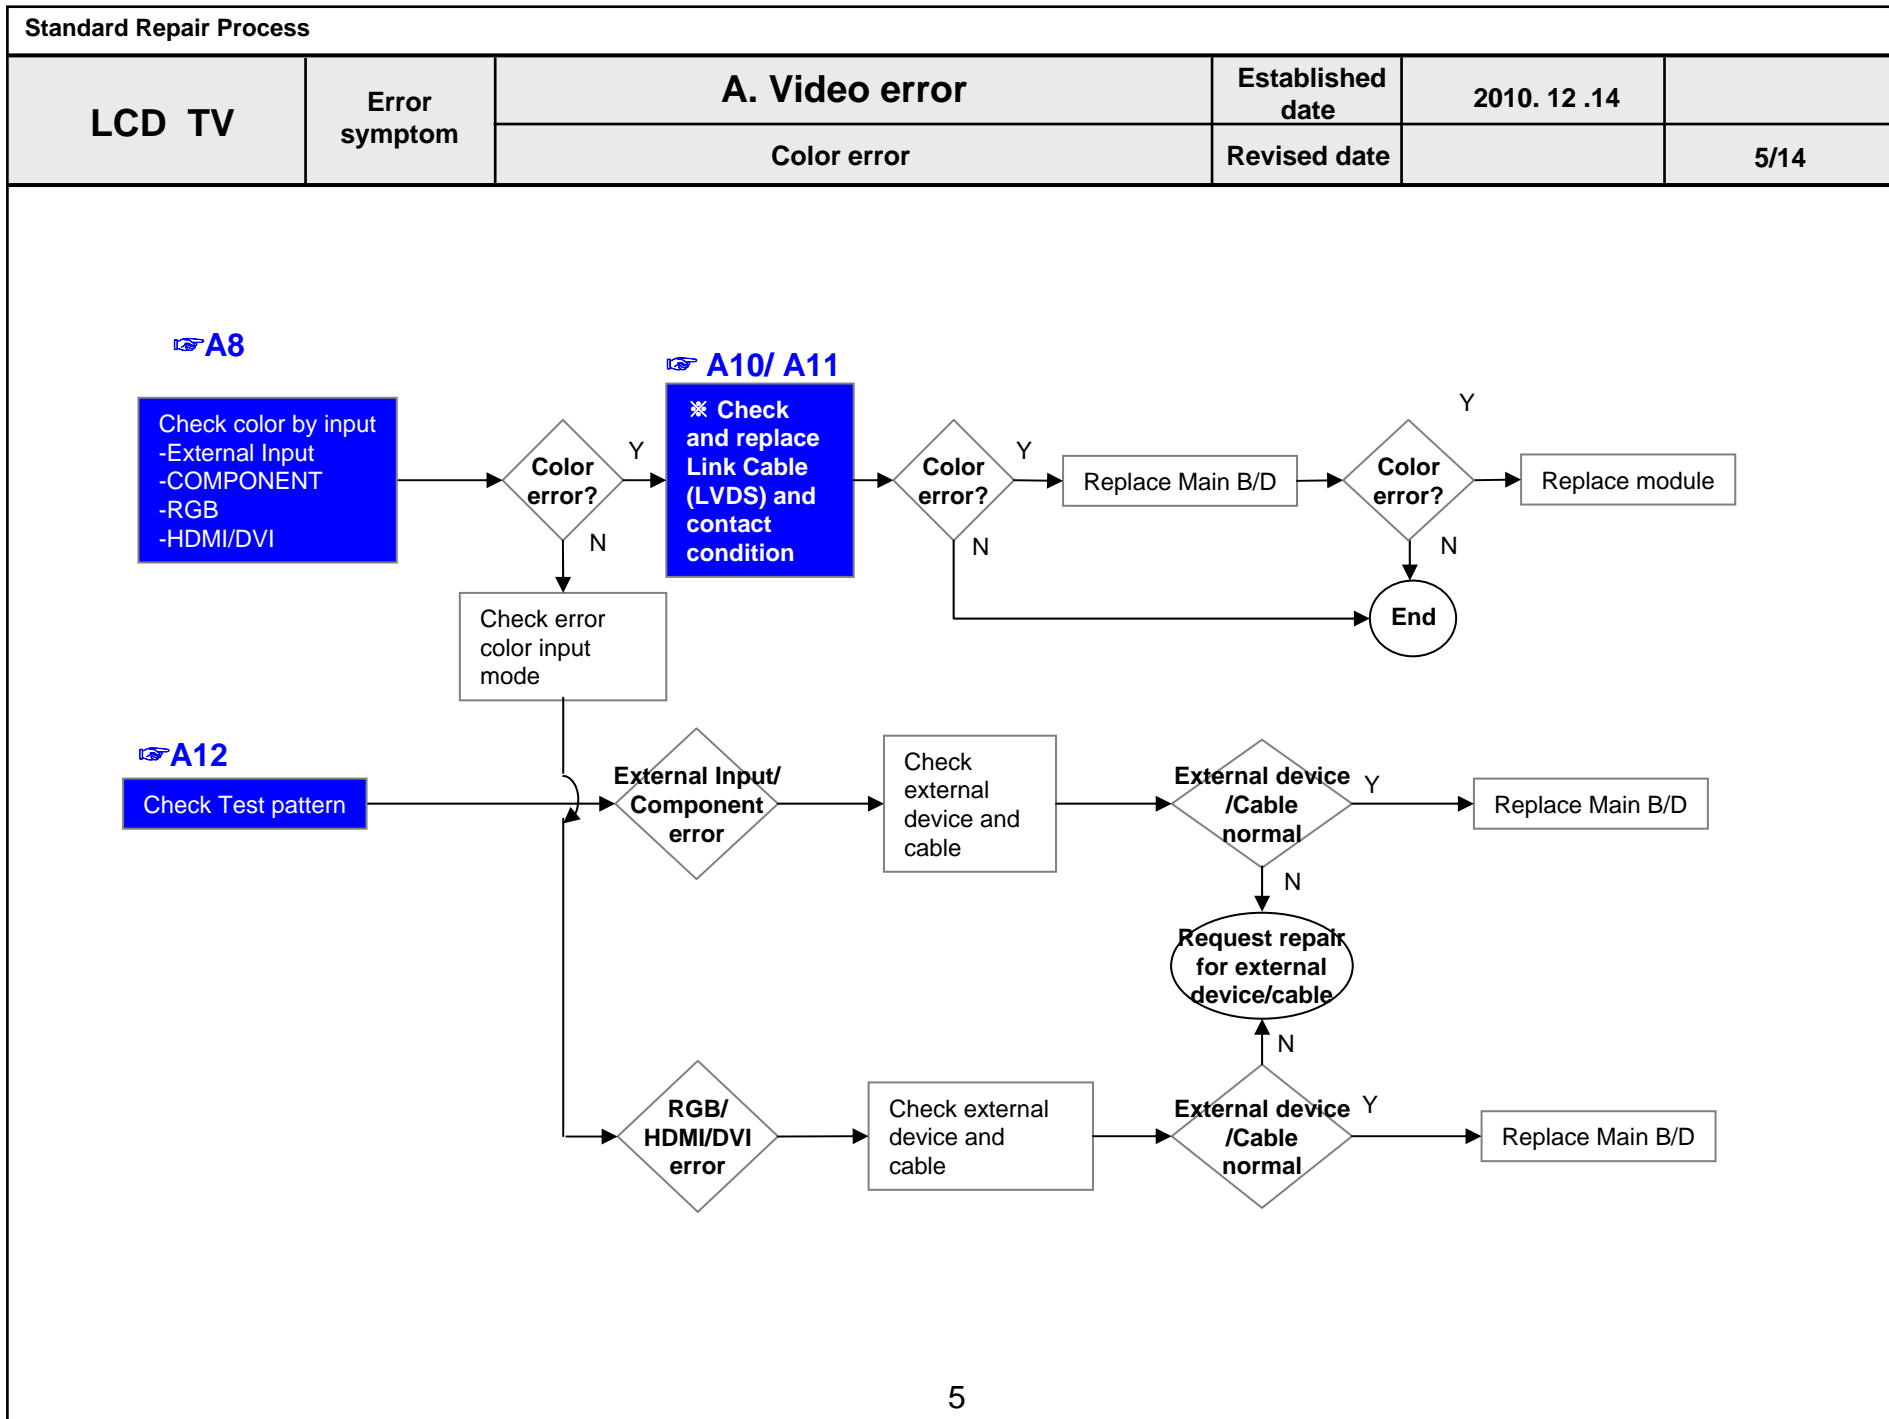 Standard Repair Process
LCD  TV
Error
symptom
A. Video error
Established
date
2010. 12 .14
Color error
Revised date
5/14
☞A8
☞ A10/ A11
Check color by input
-External Input
-COMPONENT
-RGB
-HDMI/DVI
Color
error?
Y
N
※ Check
and replace
Link Cable
(LVDS) and
contact
condition
Color
error?
Y
N
Replace Main B/D
Color
error?
Y
N
Replace module
End
Check error
color input
mode
☞A12
Check Test pattern
External Input/
Component
error
Check
external
device and
cable
External device
/Cable
normal
Y
N
Replace Main B/D
Request repair
for external
device/cable
N
RGB/
HDMI/DVI
error
Check external
device and
cable
External device
/Cable
normal
Y
Replace Main B/D
5